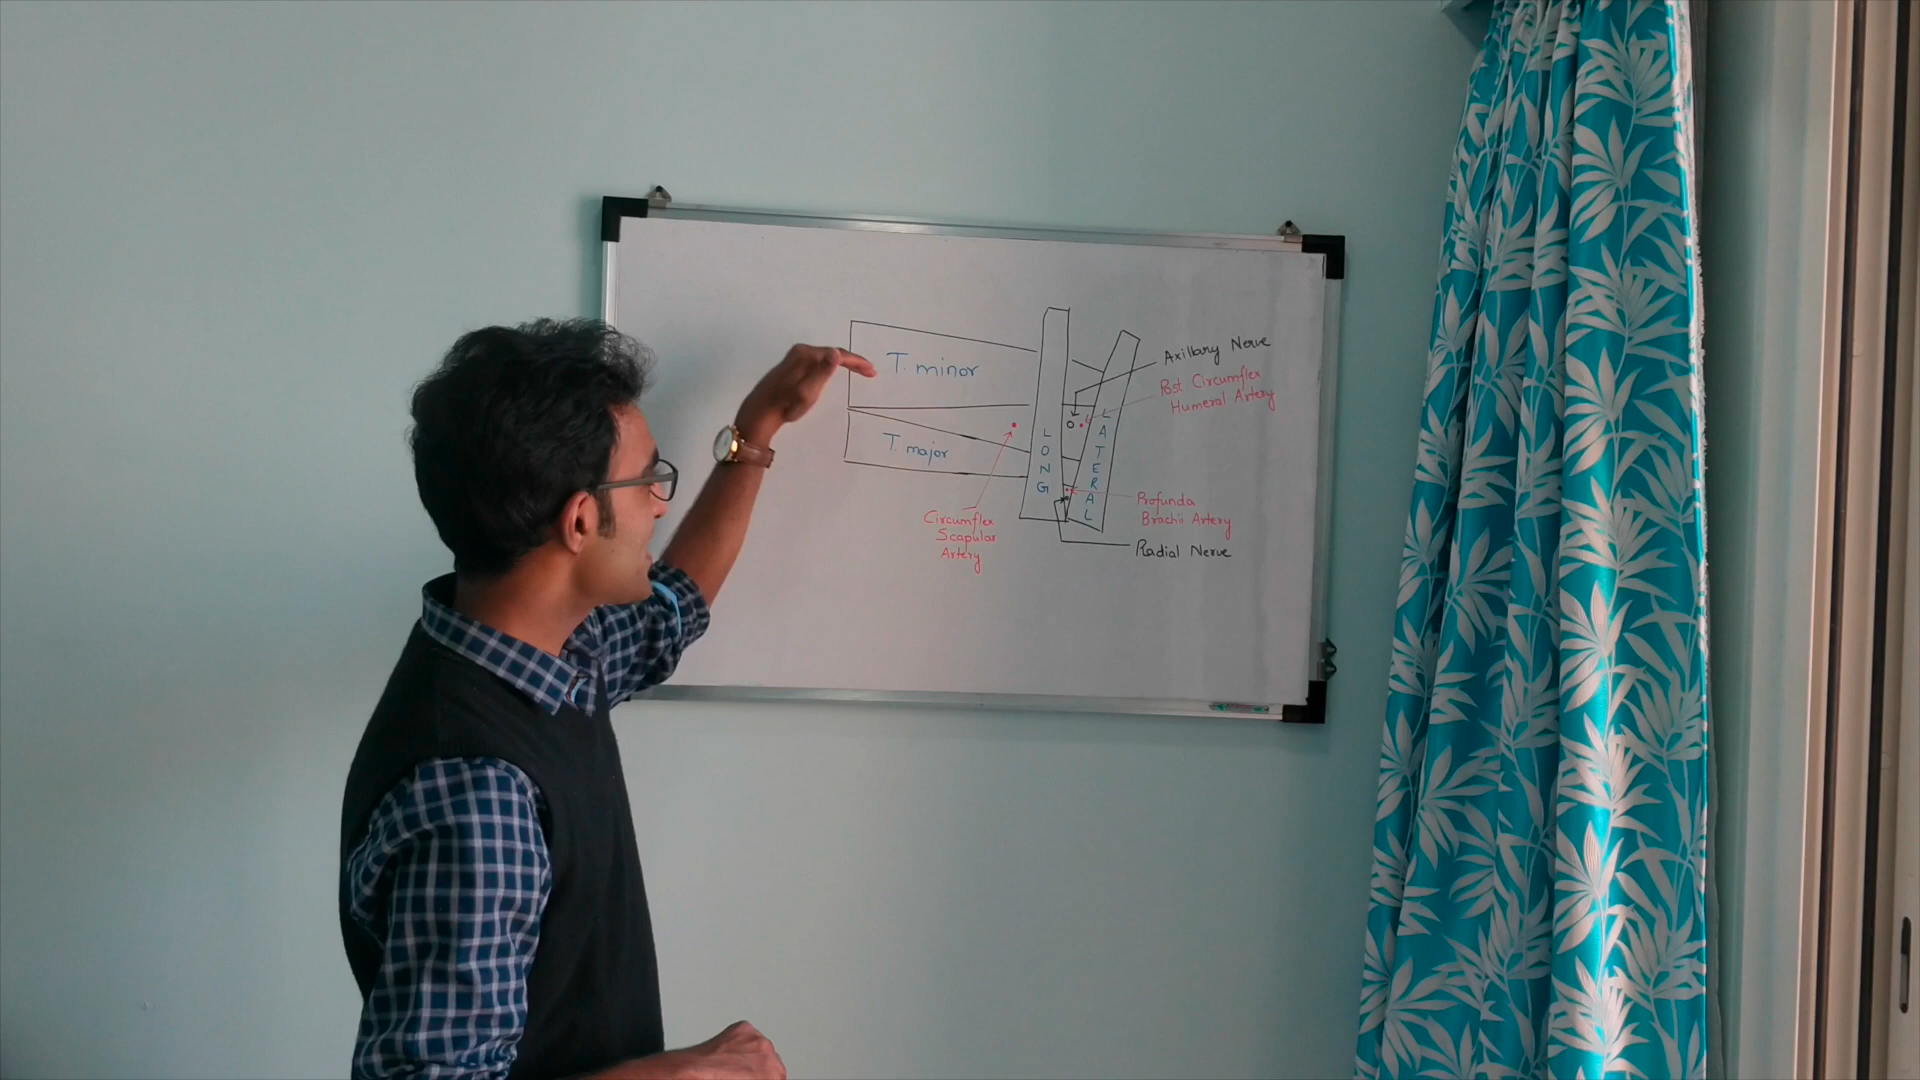 T. minor
T. major
LONG
LATERAL
Axillary Nerve
Post Circumflex
Humeral Artery
Circumflex
Scapular
Artery
Profunda
Brachii Artery
Radial Nerve